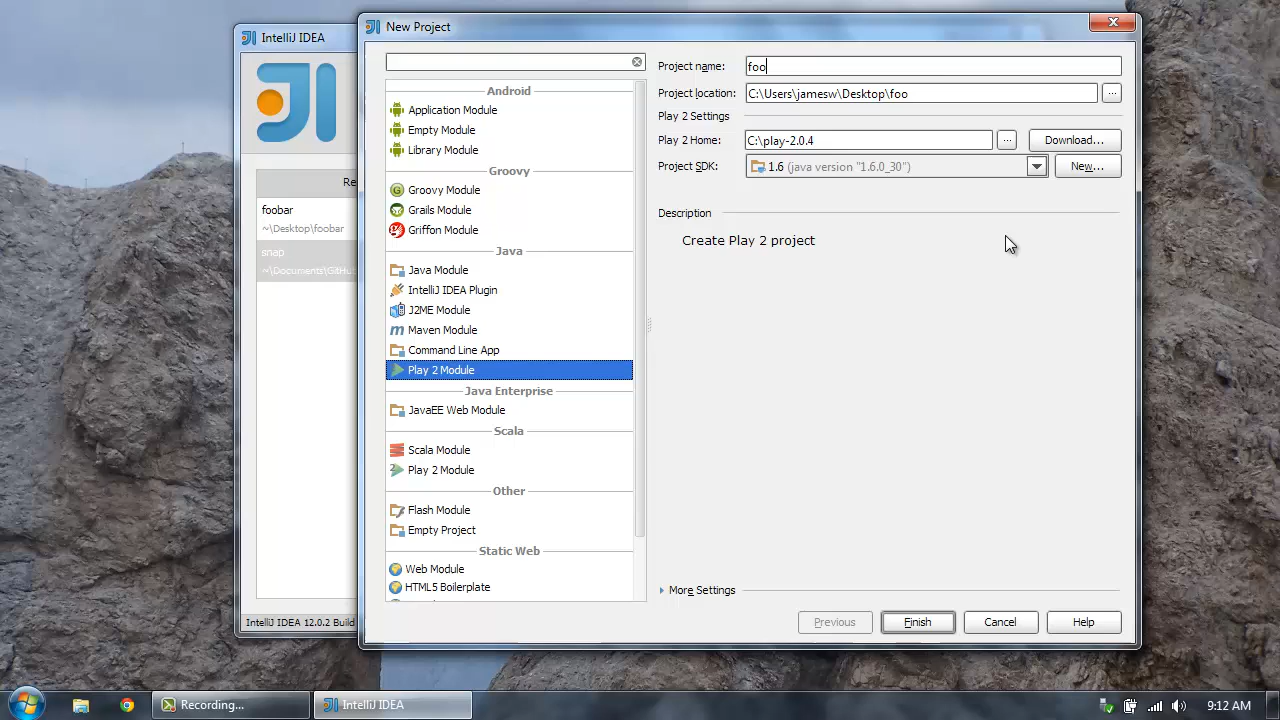 IntelliJ IDEA
New Project
Re
foobar
~\Desktop\foobar
snap
~\Documents\GitHu
IntelliJ IDEA 12.0.2 Build
Android
Application Module
Empty Module
Library Module
Groovy
Groovy Module
Grails Module
Griffon Module
Java
Java Module
IntelliJ IDEA Plugin
J2ME Module
Maven Module
Command Line App
Play 2 Module
Java Enterprise
JavaEE Web Module
Scala
Scala Module
Play 2 Module
Other
Flash Module
Empty Project
Static Web
Web Module
HTML5 Boilerplate
Project name: foo
Project location: C:\Users\jamesw\Desktop\foo ...
Play 2 Settings
Play 2 Home: C:\play-2.0.4 ... Download...
Project SDK: 1.6 (java version "1.6.0_30") New...
Description
Create Play 2 project
More Settings
Previous Finish Cancel Help
Recording... IntelliJ IDEA 9:12 AM